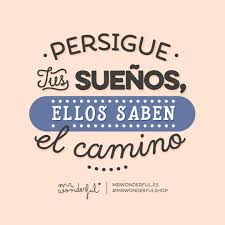 PERSIGUE
Tus SUEÑOS,
ELLOS SABEN
el camino
mr. wonderful*
MRWONDERFUL.ES
#MRWONDERFULSHOP